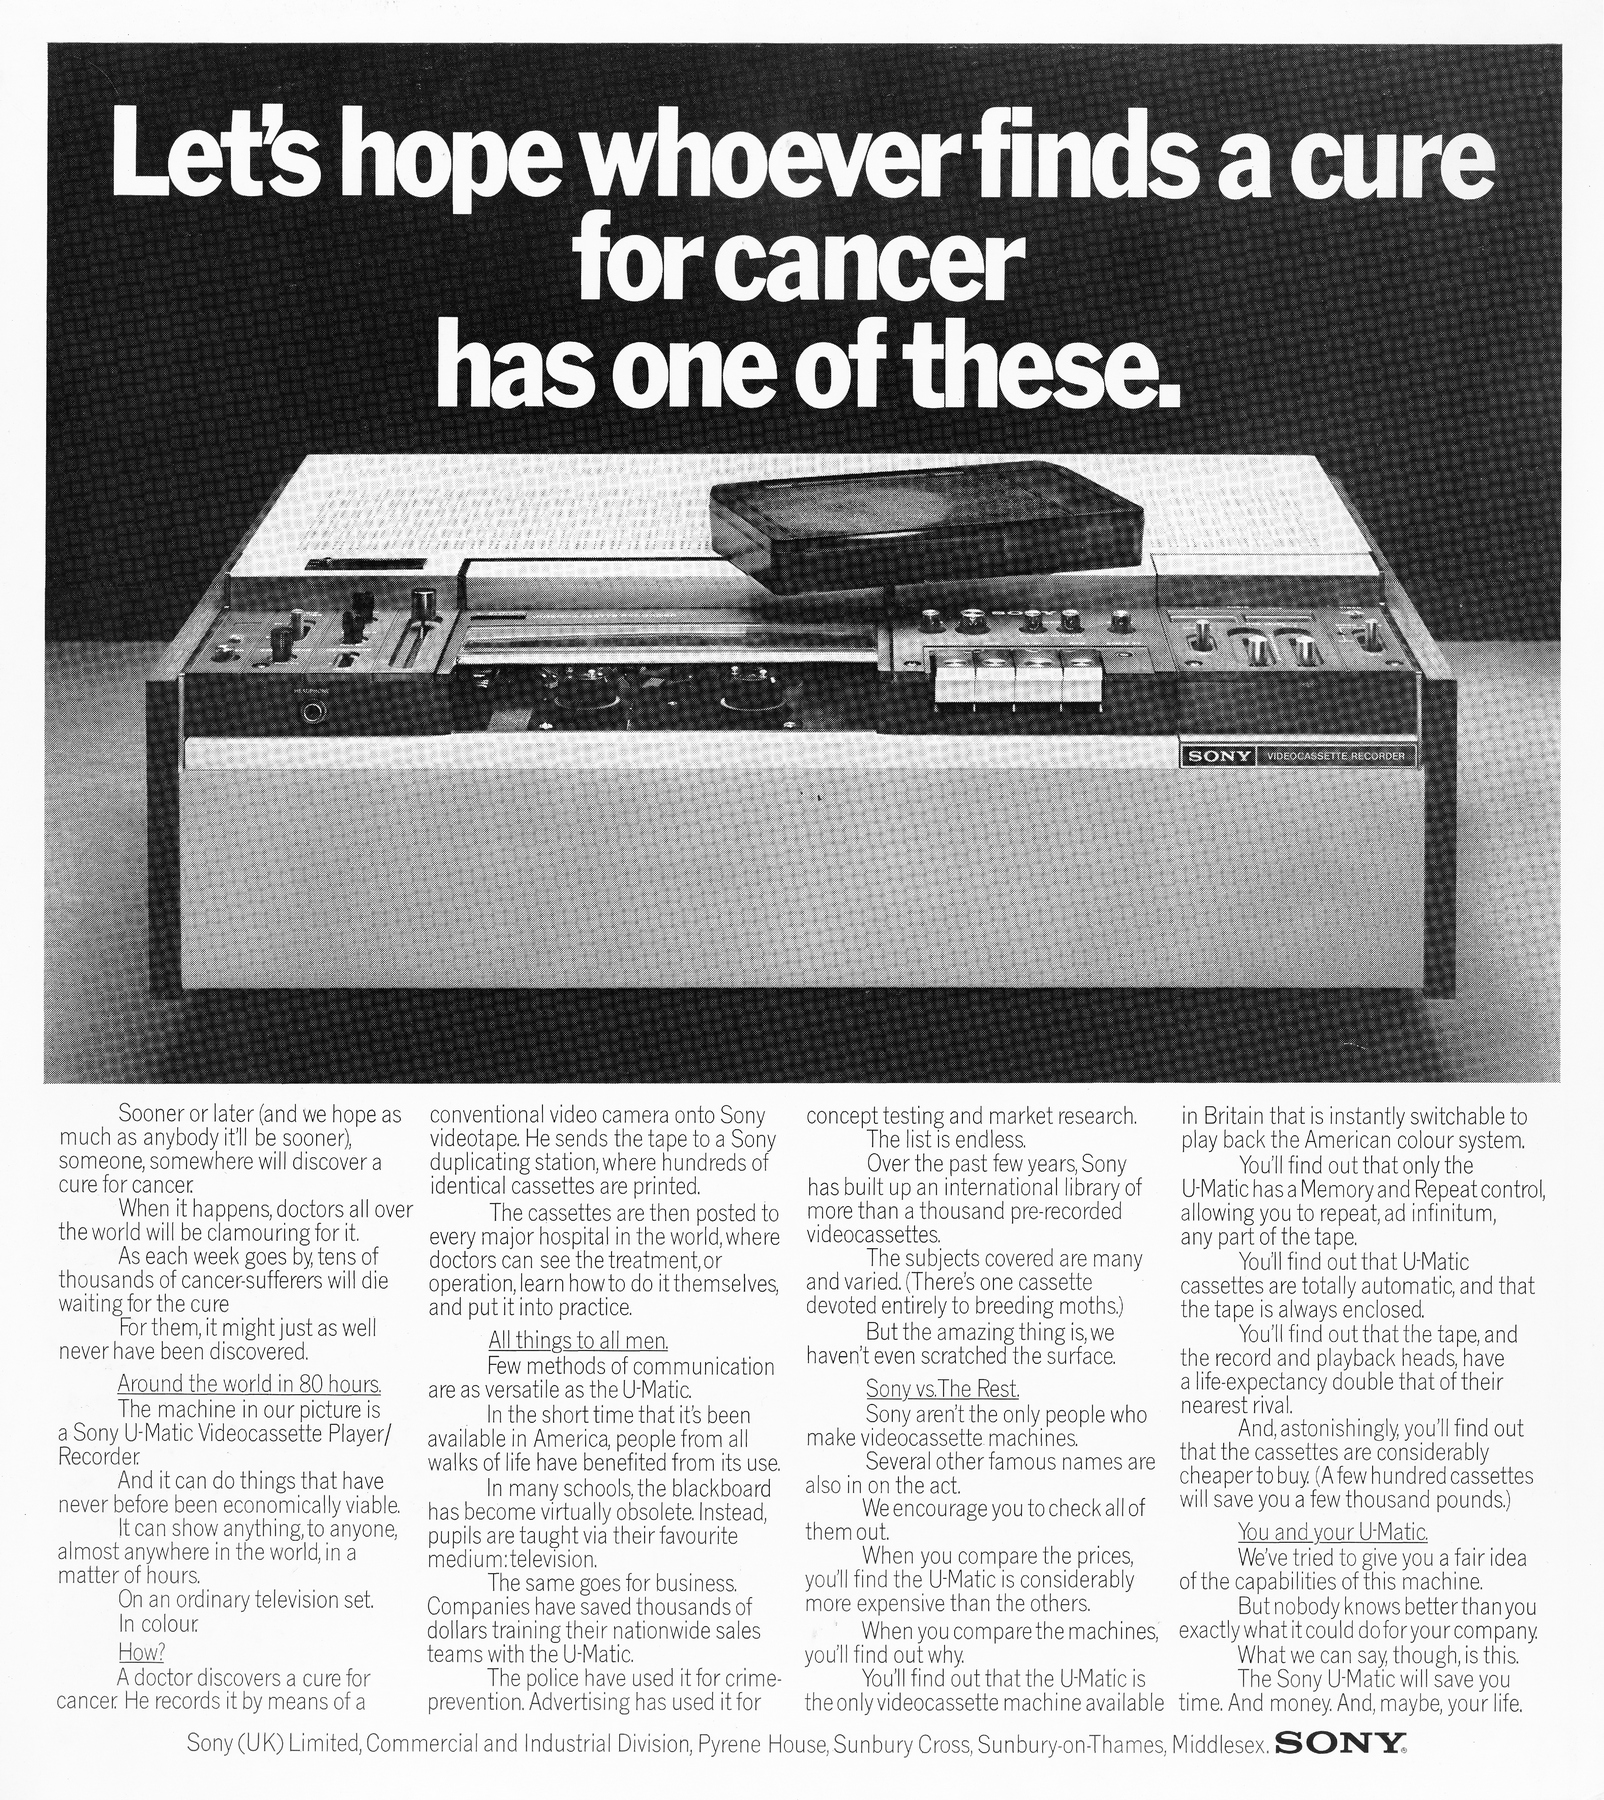 Let's hope whoever finds a cure
for cancer
has one of these.
HEADPHONE
SONY
SONY VIDEOCASSETTE RECORDER
Sooner or later (and we hope as
much as anybody it'll be sooner),
someone, somewhere will discover a
cure for cancer.
When it happens, doctors all over
the world will be clamouring for it.
As each week goes by, tens of
thousands of cancer-sufferers will die
waiting for the cure
For them, it might just as well
never have been discovered.
Around the world in 80 hours.
The machine in our picture is
a Sony U-Matic Videocassette Player/
Recorder.
And it can do things that have
never before been economically viable.
It can show anything, to anyone,
almost anywhere in the world, in a
matter of hours.
On an ordinary television set.
In colour.
How?
A doctor discovers a cure for
cancer. He records it by means of a
conventional video camera onto Sony
videotape. He sends the tape to a Sony
duplicating station, where hundreds of
identical cassettes are printed.
The cassettes are then posted to
every major hospital in the world, where
doctors can see the treatment, or
operation, learn how to do it themselves,
and put it into practice.
All things to all men.
Few methods of communication
are as versatile as the U-Matic.
In the short time that it's been
available in America, people from all
walks of life have benefited from its use.
In many schools, the blackboard
has become virtually obsolete. Instead,
pupils are taught via their favourite
medium: television.
The same goes for business.
Companies have saved thousands of
dollars training their nationwide sales
teams with the U-Matic.
The police have used it for crime-
prevention. Advertising has used it for
concept testing and market research.
The list is endless.
Over the past few years, Sony
has built up an international library of
more than a thousand pre-recorded
videocassettes.
The subjects covered are many
and varied. (There's one cassette
devoted entirely to breeding moths.)
But the amazing thing is, we
haven't even scratched the surface.
Sony vs. The Rest.
Sony aren't the only people who
make videocassette machines.
Several other famous names are
also in on the act.
We encourage you to check all of
them out.
When you compare the prices,
you'll find the U-Matic is considerably
more expensive than the others.
When you compare the machines,
you'll find out why.
You'll find out that the U-Matic is
the only videocassette machine available
in Britain that is instantly switchable to
play back the American colour system.
You'll find out that only the
U-Matic has a Memory and Repeat control,
allowing you to repeat, ad infinitum,
any part of the tape.
You'll find out that U-Matic
cassettes are totally automatic, and that
the tape is always enclosed.
You'll find out that the tape, and
the record and playback heads, have
a life-expectancy double that of their
nearest rival.
And, astonishingly, you'll find out
that the cassettes are considerably
cheaper to buy. (A few hundred cassettes
will save you a few thousand pounds.)
You and your U-Matic.
We've tried to give you a fair idea
of the capabilities of this machine.
But nobody knows better than you
exactly what it could do for your company.
What we can say, though, is this.
The Sony U-Matic will save you
time. And money. And, maybe, your life.
Sony (UK) Limited, Commercial and Industrial Division, Pyrene House, Sunbury Cross, Sunbury-on-Thames, Middlesex. SONY®